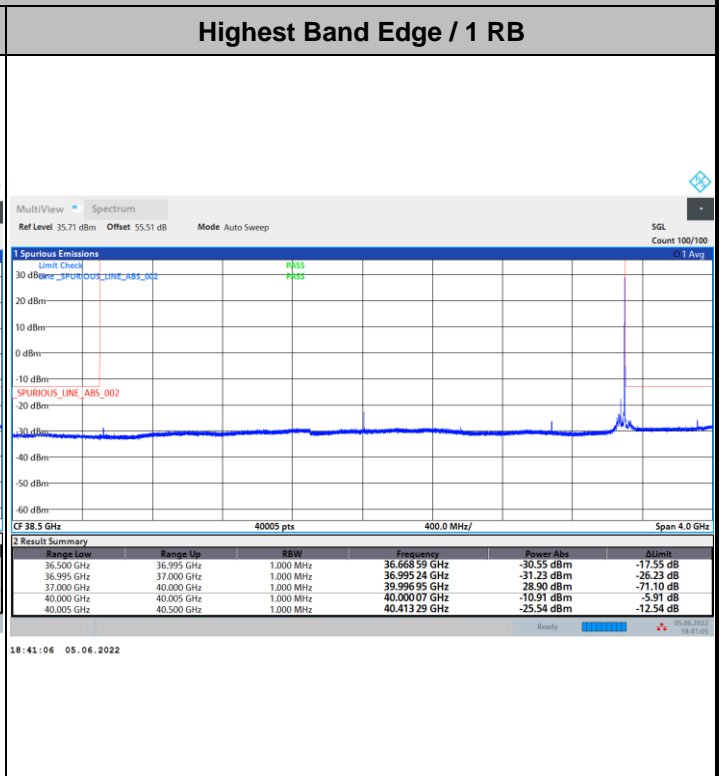 Highest Band Edge / 1 RB
MultiView Spectrum
Ref Level 35.71 dBm Offset 55.51 dB Mode Auto Sweep SGL
Count 100/100
1 Spurious Emissions 1 Avg
Limit Check PASS
30 dBm Line _SPURIOUS_LINE_ABS_002 PASS
20 dBm
10 dBm
0 dBm
-10 dBm
_SPURIOUS_LINE_ABS_002
-20 dBm
-30 dBm
-40 dBm
-50 dBm
-60 dBm
CF 38.5 GHz 40005 pts 400.0 MHz/ Span 4.0 GHz
2 Result Summary
Range Low Range Up RBW Frequency Power Abs ΔLimit
36.500 GHz 36.995 GHz 1.000 MHz 36.668 59 GHz -30.55 dBm -17.55 dB
36.995 GHz 37.000 GHz 1.000 MHz 36.995 24 GHz -31.23 dBm -26.23 dB
37.000 GHz 40.000 GHz 1.000 MHz 39.996 95 GHz 28.90 dBm -71.10 dB
40.000 GHz 40.005 GHz 1.000 MHz 40.000 07 GHz -10.91 dBm -5.91 dB
40.005 GHz 40.500 GHz 1.000 MHz 40.413 29 GHz -25.54 dBm -12.54 dB
Ready 05.06.2022
18:41:05
18:41:06 05.06.2022